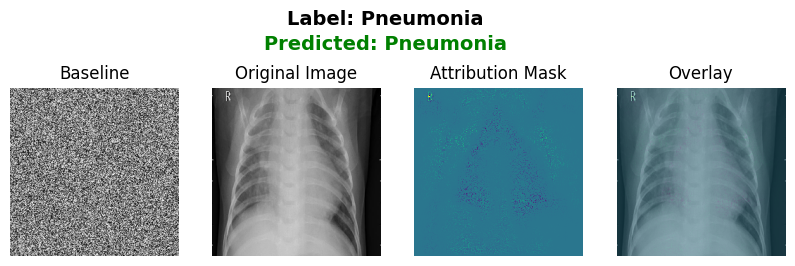 Label: Pneumonia
Predicted: Pneumonia
Baseline Original Image Attribution Mask Overlay
R R